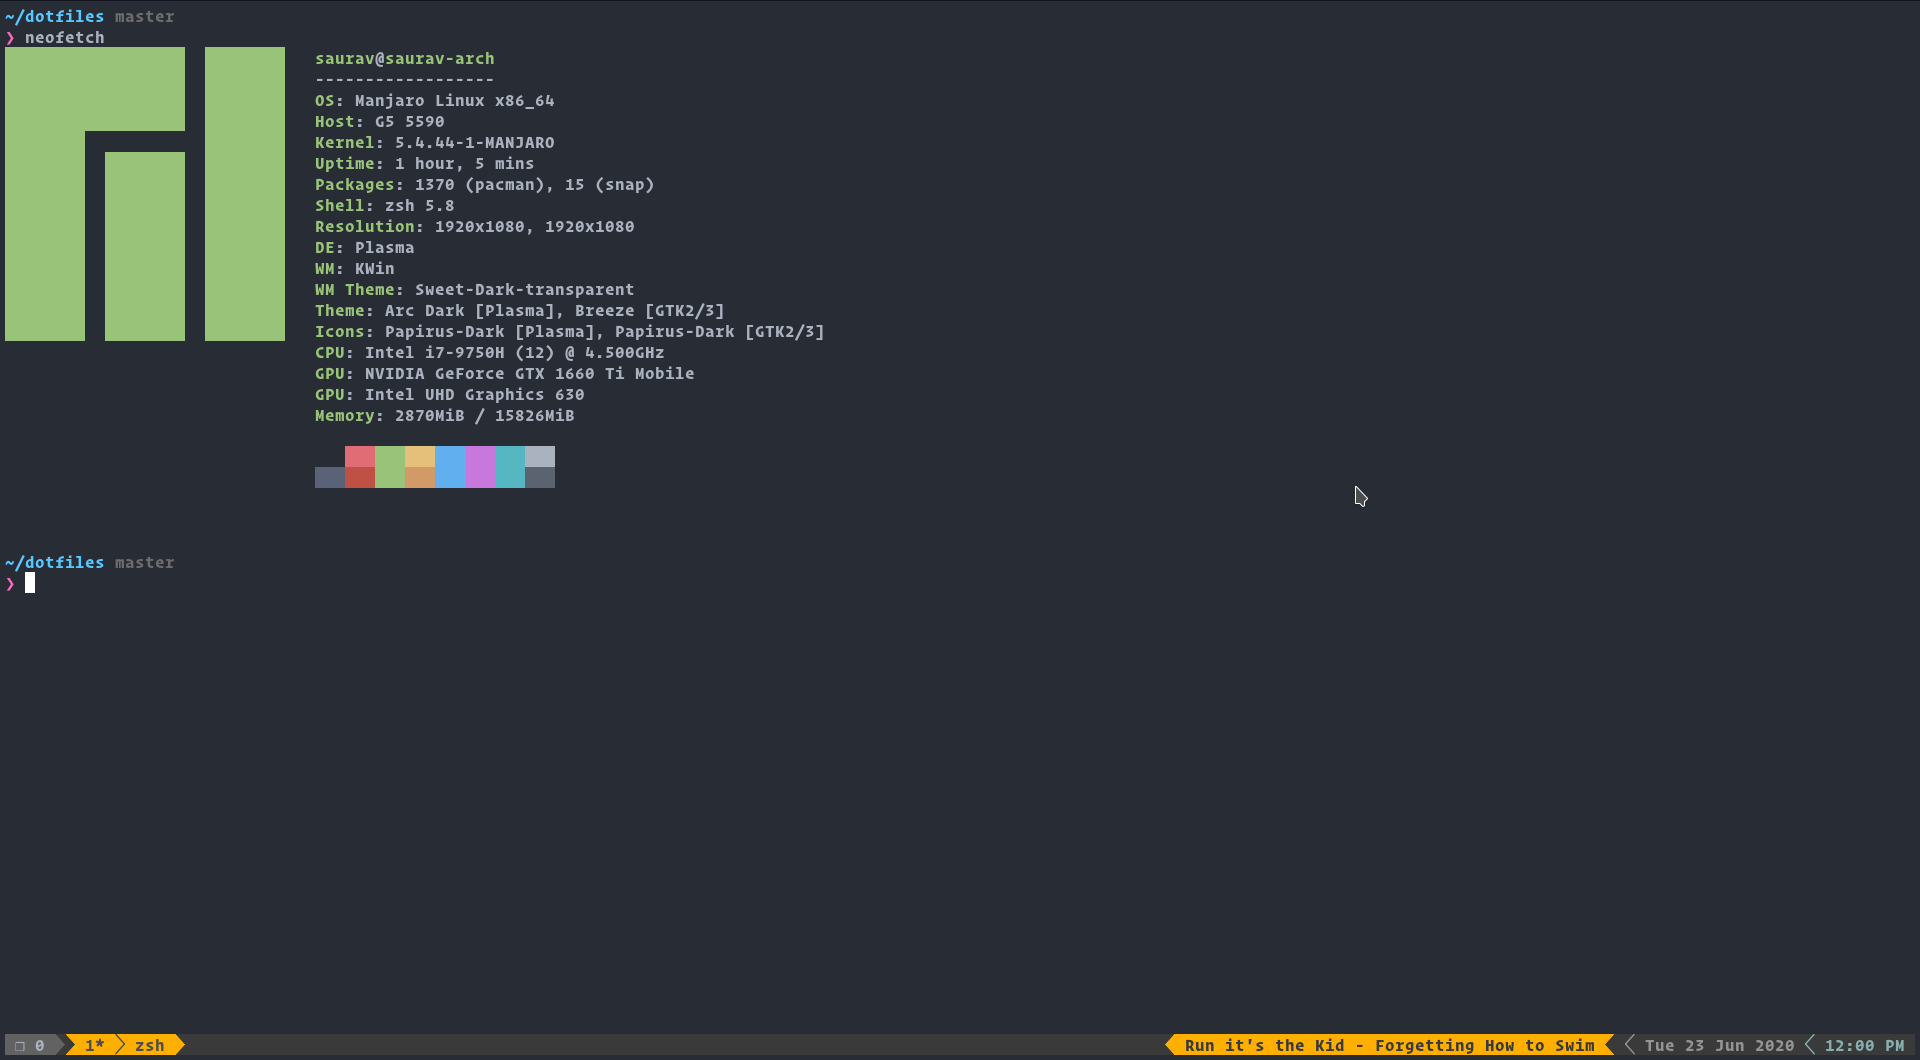 ~/dotfiles master
❯ neofetch
saurav@saurav-arch
------------------
OS: Manjaro Linux x86_64
Host: G5 5590
Kernel: 5.4.44-1-MANJARO
Uptime: 1 hour, 5 mins
Packages: 1370 (pacman), 15 (snap)
Shell: zsh 5.8
Resolution: 1920x1080, 1920x1080
DE: Plasma
WM: KWin
WM Theme: Sweet-Dark-transparent
Theme: Arc Dark [Plasma], Breeze [GTK2/3]
Icons: Papirus-Dark [Plasma], Papirus-Dark [GTK2/3]
CPU: Intel i7-9750H (12) @ 4.500GHz
GPU: NVIDIA GeForce GTX 1660 Ti Mobile
GPU: Intel UHD Graphics 630
Memory: 2870MiB / 15826MiB
~/dotfiles master
❯
❐ 0 1* zsh Run it's the Kid - Forgetting How to Swim Tue 23 Jun 2020 12:00 PM